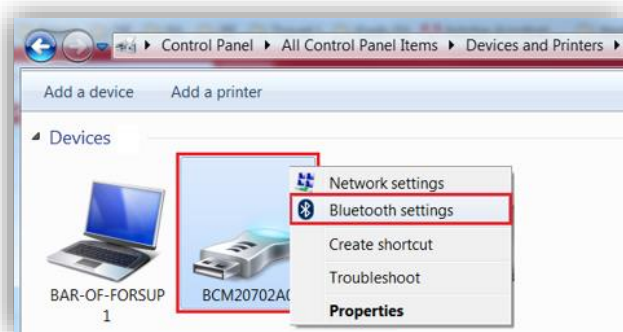 Control Panel ▸ All Control Panel Items ▸ Devices and Printers ▸
Add a device Add a printer
Devices
Network settings
Bluetooth settings
Create shortcut
Troubleshoot
Properties
BAR-OF-FORSUP
1
BCM20702A0